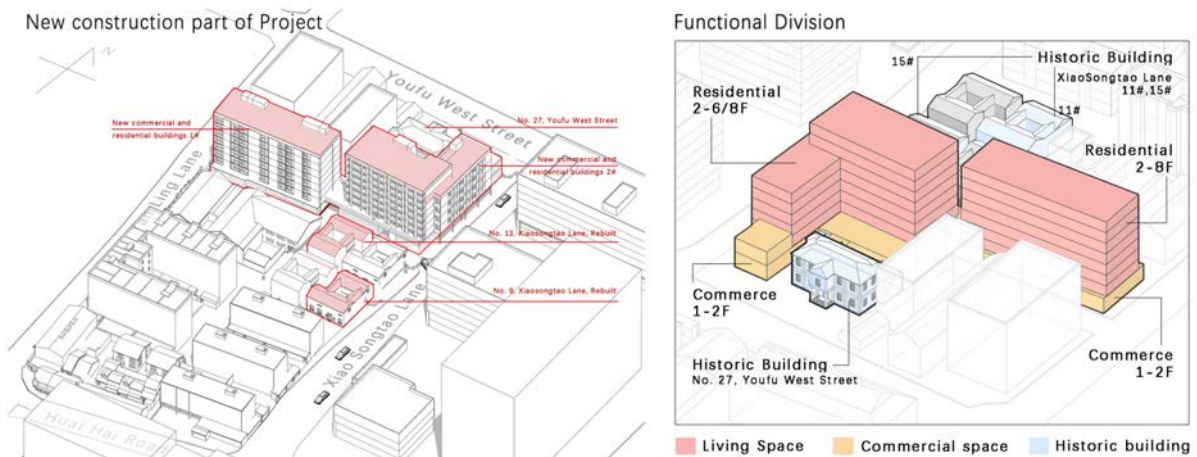 New construction part of Project
N
Youfu West Street
New commercial and
residential buildings 1#
No. 27, Youfu West Street
New commercial and
residential buildings 2#
No. 13, Xiaosongtao Lane, Rebuilt
No. 9, Xiaosongtao Lane, Rebuilt
Xiao Songtao Lane
Huai Hai Road
Functional Division
15#
Historic Building
XiaoSongtao Lane
11#,15#
11#
Residential
2-6/8F
Residential
2-8F
Commerce
1-2F
Historic Building
No. 27, Youfu West Street
Commerce
1-2F
Living Space
Commercial space
Historic building